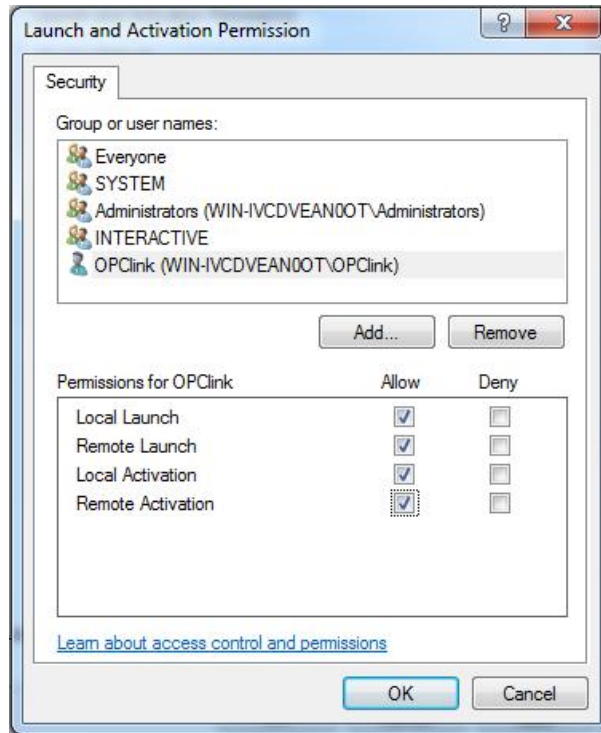 Launch and Activation Permission
Security
Group or user names:
Everyone
SYSTEM
Administrators (WIN-IVCDVEAN0OT\Administrators)
INTERACTIVE
OPClink (WIN-IVCDVEAN0OT\OPClink)
Add... Remove
Permissions for OPClink Allow Deny
Local Launch
Remote Launch
Local Activation
Remote Activation
Learn about access control and permissions
OK Cancel